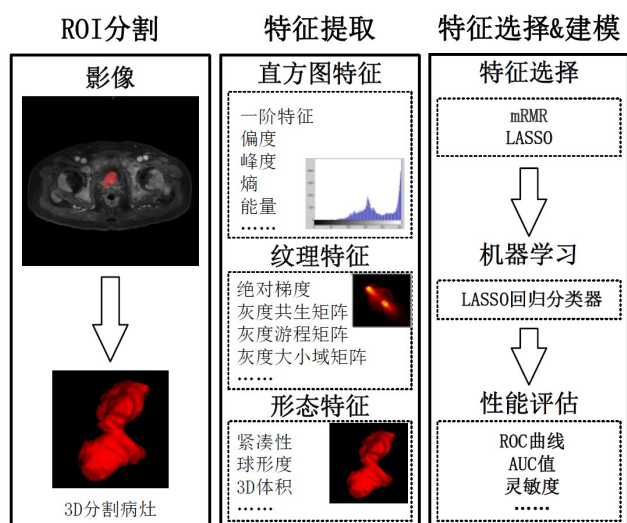 ROI分割
影像
3D分割病灶
特征提取
直方图特征
一阶特征
偏度
峰度
熵
能量
……
纹理特征
绝对梯度
灰度共生矩阵
灰度游程矩阵
灰度大小域矩阵
……
形态特征
紧凑性
球形度
3D体积
……
特征选择&建模
特征选择
mRMR
LASSO
机器学习
LASSO回归分类器
性能评估
ROC曲线
AUC值
灵敏度
……